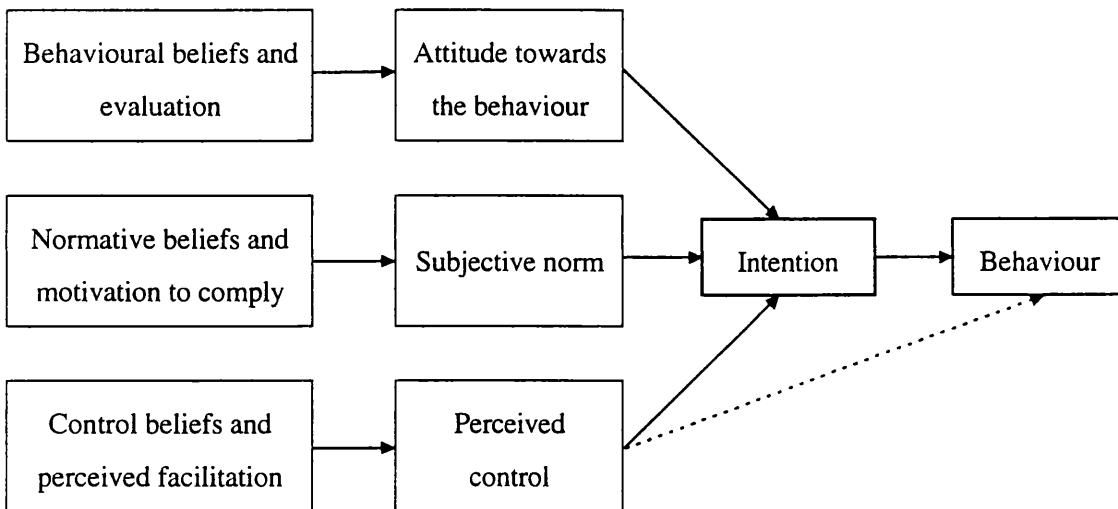 Behavioural beliefs and
evaluation
Attitude towards
the behaviour
Normative beliefs and
motivation to comply
Subjective norm
Intention
Behaviour
Control beliefs and
perceived facilitation
Perceived
control